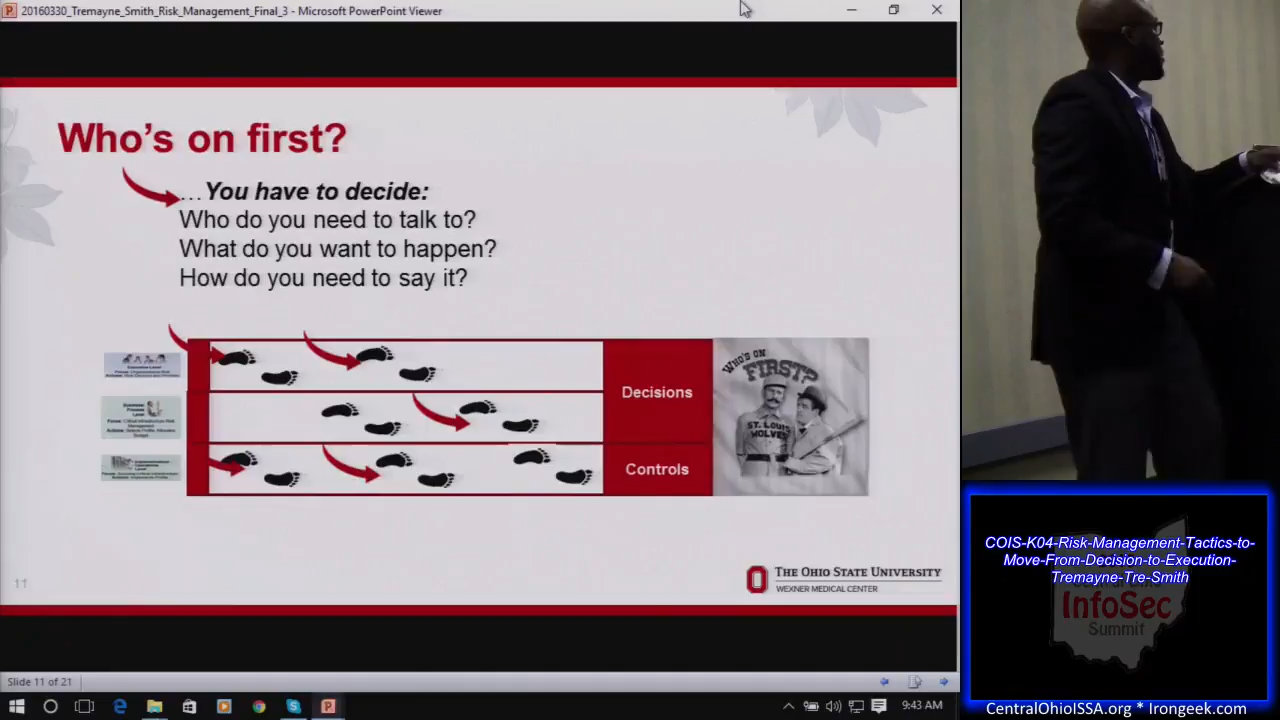 20160330_Tremayne_Smith_Risk_Management_Final_3 - Microsoft PowerPoint Viewer
Who's on first?
...You have to decide:
Who do you need to talk to?
What do you want to happen?
How do you need to say it?
Decisions
Controls
WHO'S ON
FIRST?
ST. LOUIS
WOLVES
11
THE OHIO STATE UNIVERSITY
WEXNER MEDICAL CENTER
Slide 11 of 21
9:43 AM
COIS-K04-Risk-Management-Tactics-to-
Move-From-Decision-to-Execution-
Tremayne-Tre-Smith
InfoSec
Summit
CentralOhioISSA.org * Irongeek.com